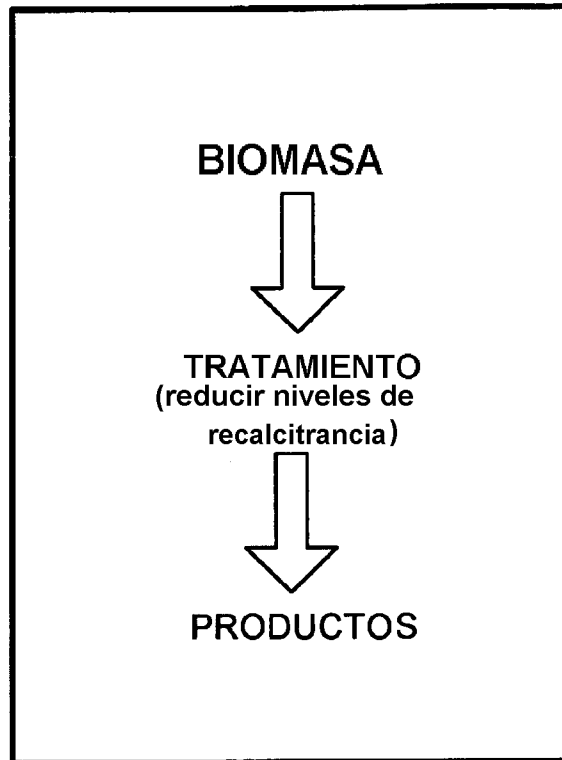 BIOMASA
TRATAMIENTO
(reducir niveles de
recalcitrancia)
PRODUCTOS